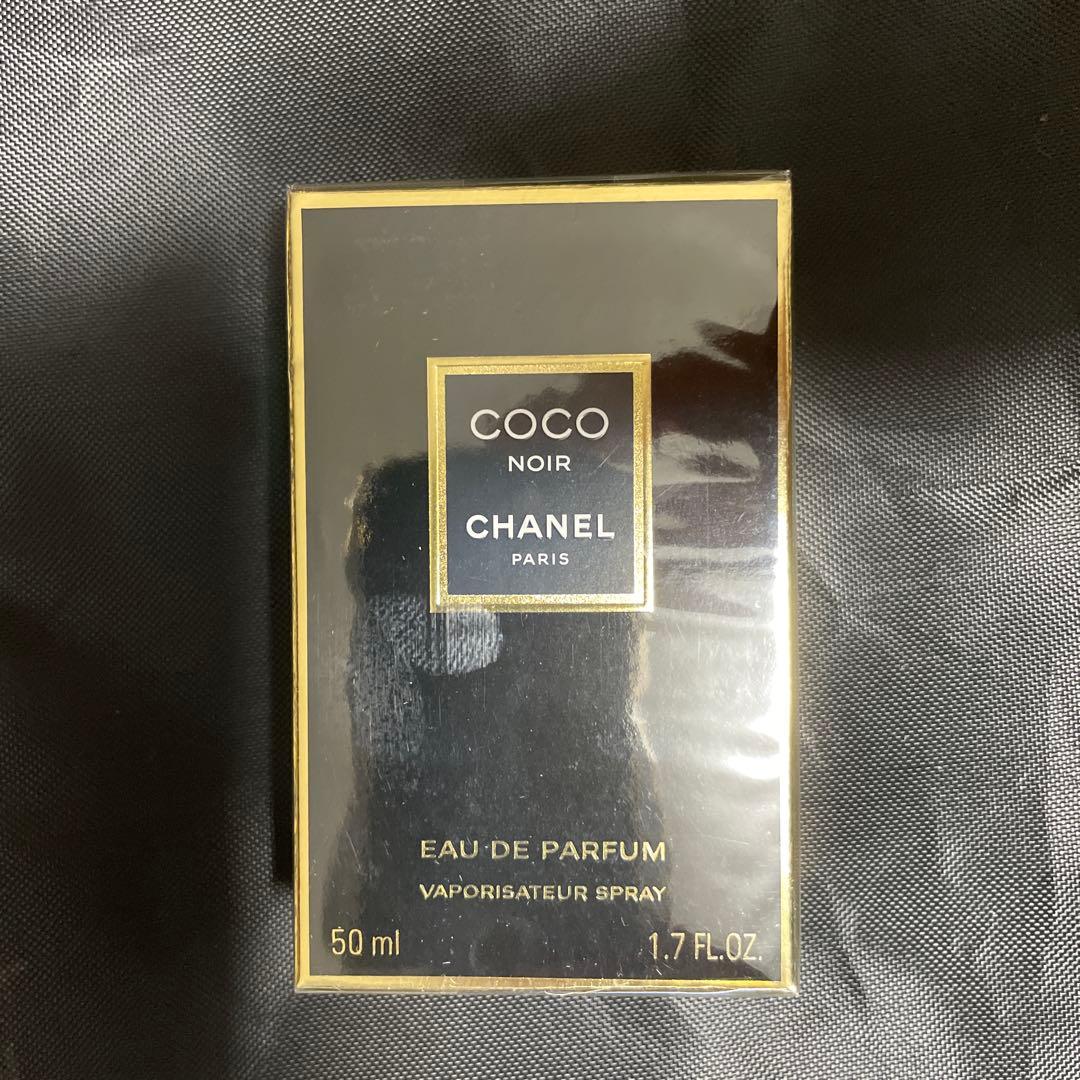 COCO
NOIR
CHANEL
PARIS
EAU DE PARFUM
VAPORISATEUR SPRAY
50 ml
1.7 FL.OZ.